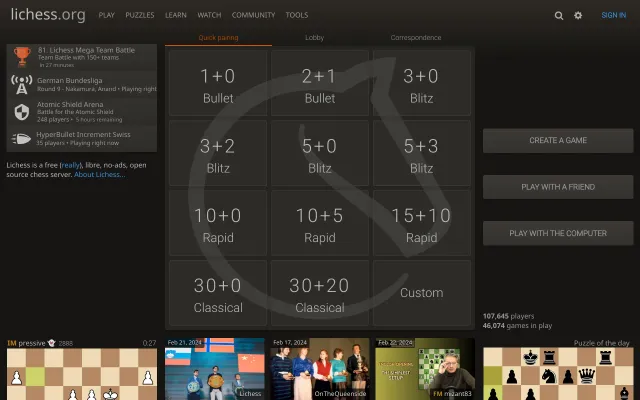 lichess.org
PLAY PUZZLES LEARN WATCH COMMUNITY TOOLS
SIGN IN
81. Lichess Mega Team Battle
Team Battle with 150+ teams
in 27 minutes
German Bundesliga
Round 9 - Nakamura, Anand • Playing right
Atomic Shield Arena
Battle for the Atomic Shield
248 players • 5 hours remaining
HyperBullet Increment Swiss
35 players • Playing right now
Lichess is a free (really), libre, no-ads, open
source chess server. About Lichess...
Quick pairing Lobby Correspondence
1+0 2+1 3+0
Bullet Bullet Blitz
3+2 5+0 5+3
Blitz Blitz Blitz
10+0 10+5 15+10
Rapid Rapid Rapid
30+0 30+20 Custom
Classical Classical
CREATE A GAME
PLAY WITH A FRIEND
PLAY WITH THE COMPUTER
107,645 players
46,074 games in play
IM pressive 2888 0:27
Feb 21, 2024
Lichess
Feb 17, 2024
OnTheQueenside
Feb 22, 2024
FM mizant83
Puzzle of the day